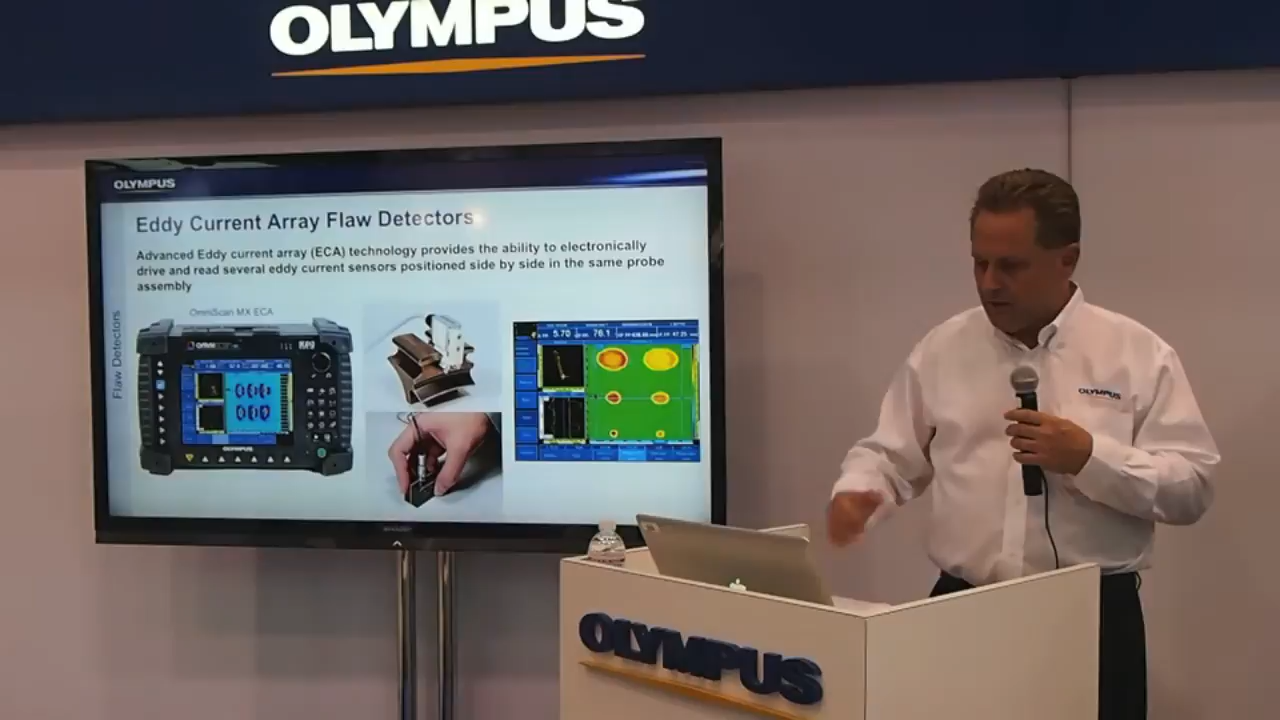 OLYMPUS
OLYMPUS
Eddy Current Array Flaw Detectors
Advanced Eddy current array (ECA) technology provides the ability to electronically
drive and read several eddy current sensors positioned side by side in the same probe
assembly
Flaw Detectors
OmniScan MX ECA
OLYMPUS
5.70
76.1
OLYMPUS
OLYMPUS